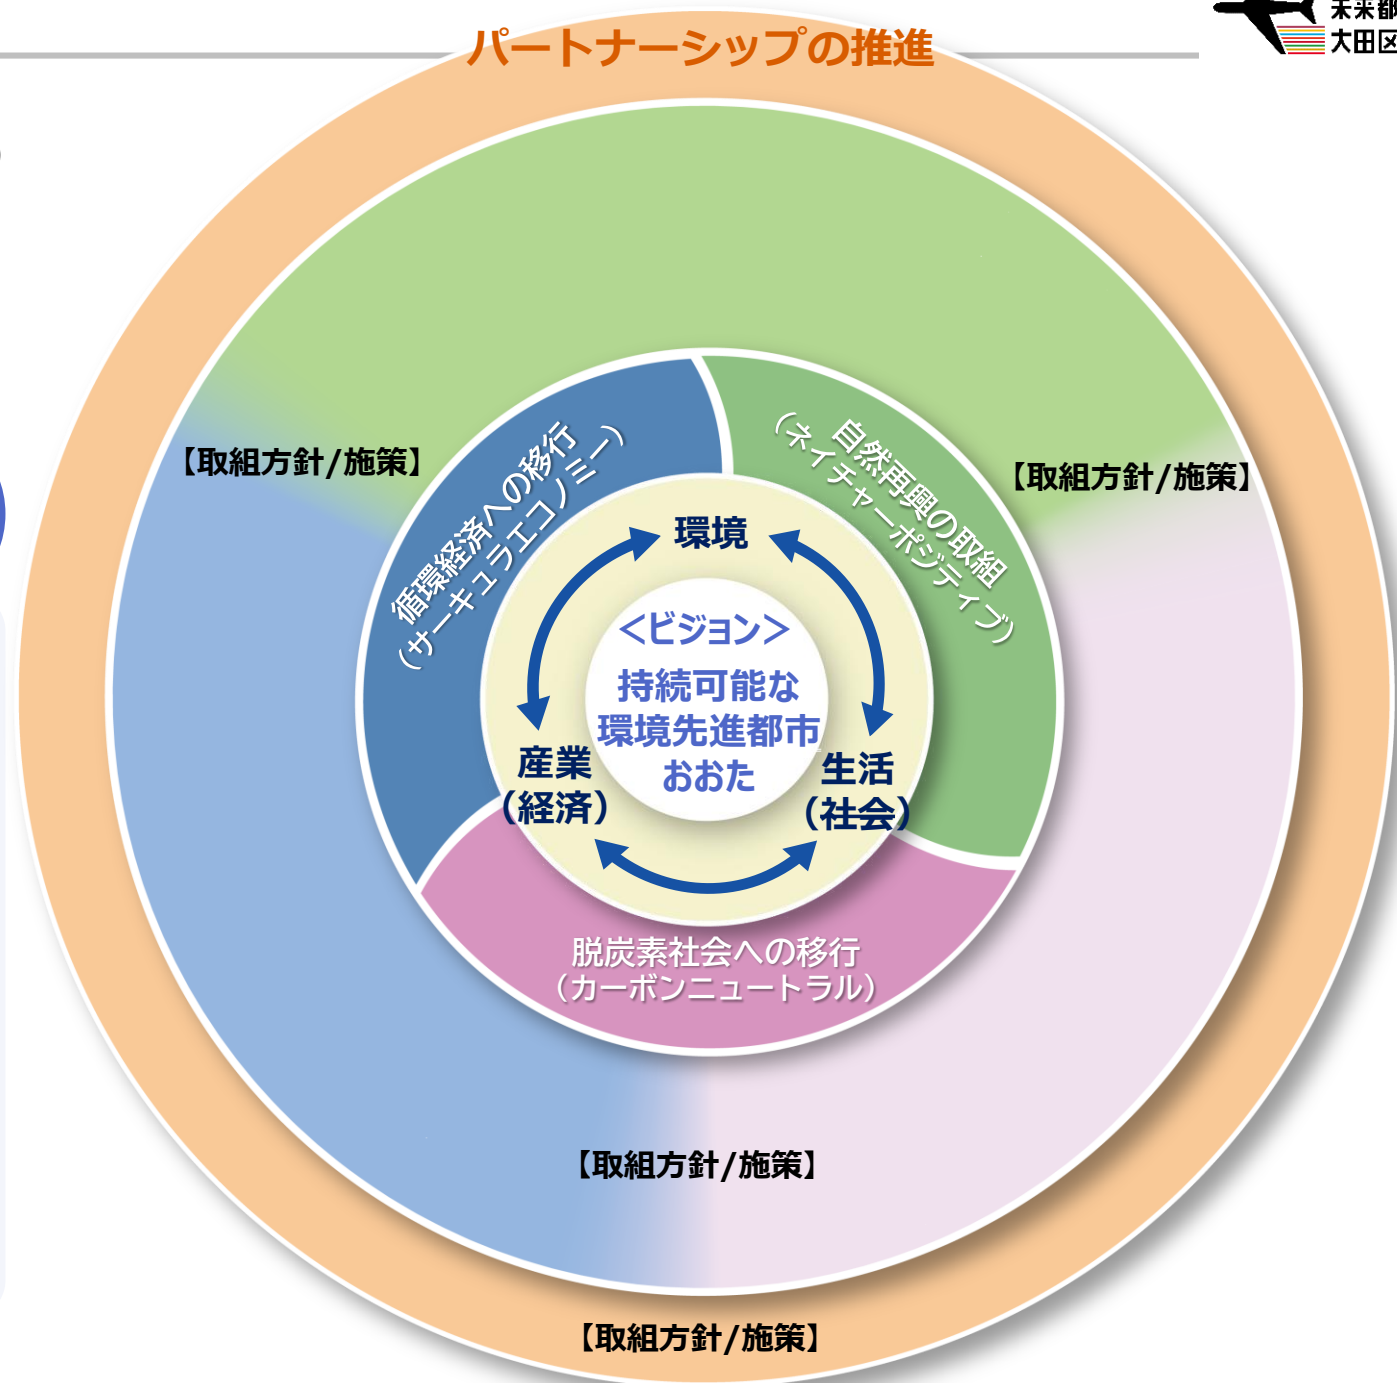 未来都
大田区
パートナーシップの推進
【取組方針/施策】
【取組方針/施策】
循環経済への移行
（サーキュラエコノミー）
自然再興の取組
（ネイチャーポジティブ）
環境
＜ビジョン＞
持続可能な
環境先進都市
おおた
産業
（経済）
生活
（社会）
脱炭素社会への移行
（カーボンニュートラル）
【取組方針/施策】
【取組方針/施策】